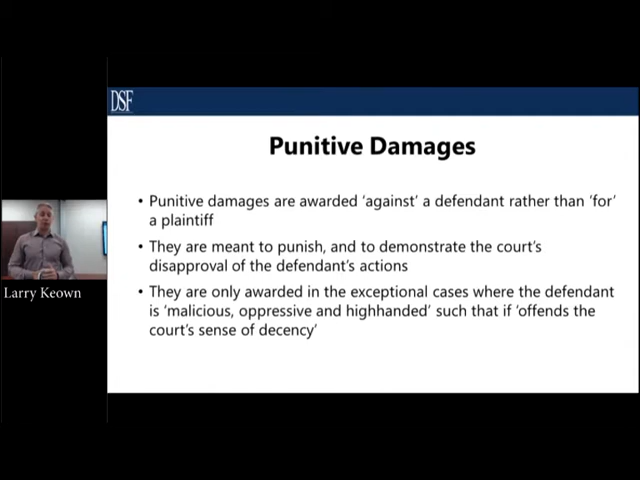 DSF
Punitive Damages
• Punitive damages are awarded ‘against’ a defendant rather than ‘for’
a plaintiff
• They are meant to punish, and to demonstrate the court’s
disapproval of the defendant’s actions
• They are only awarded in the exceptional cases where the defendant
is ‘malicious, oppressive and highhanded’ such that if ‘offends the
court’s sense of decency’
Larry Keown